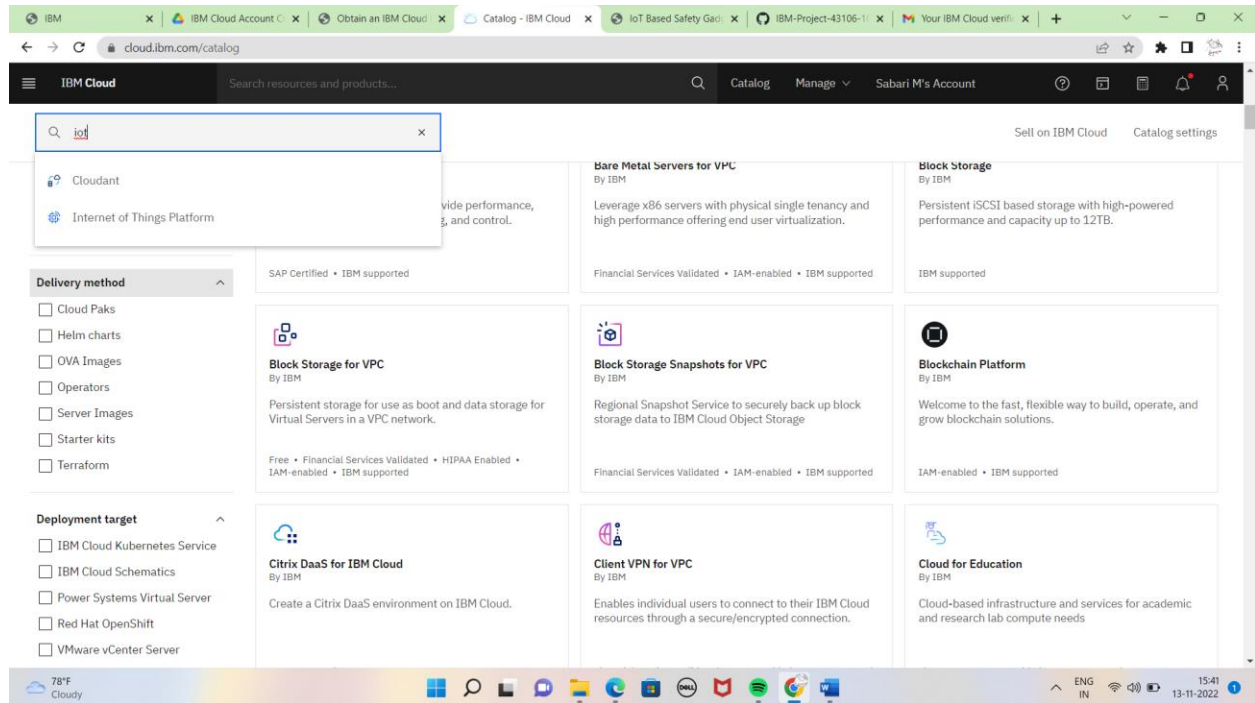 IBM
IBM Cloud Account C
Obtain an IBM Cloud
Catalog - IBM Cloud
IoT Based Safety Gad
IBM-Project-43106-1
Your IBM Cloud verifi
cloud.ibm.com/catalog
IBM Cloud
Search resources and products...
Catalog
Manage
Sabari M's Account
iot
Sell on IBM Cloud
Catalog settings
Cloudant
Internet of Things Platform
vide performance,
g, and control.
SAP Certified • IBM supported
Bare Metal Servers for VPC
By IBM
Leverage x86 servers with physical single tenancy and
high performance offering end user virtualization.
Financial Services Validated • IAM-enabled • IBM supported
Block Storage
By IBM
Persistent iSCSI based storage with high-powered
performance and capacity up to 12TB.
IBM supported
Delivery method
Cloud Paks
Helm charts
OVA Images
Operators
Server Images
Starter kits
Terraform
Block Storage for VPC
By IBM
Persistent storage for use as boot and data storage for
Virtual Servers in a VPC network.
Free • Financial Services Validated • HIPAA Enabled •
IAM-enabled • IBM supported
Block Storage Snapshots for VPC
By IBM
Regional Snapshot Service to securely back up block
storage data to IBM Cloud Object Storage
Financial Services Validated • IAM-enabled • IBM supported
Blockchain Platform
By IBM
Welcome to the fast, flexible way to build, operate, and
grow blockchain solutions.
IAM-enabled • IBM supported
Deployment target
IBM Cloud Kubernetes Service
IBM Cloud Schematics
Power Systems Virtual Server
Red Hat OpenShift
VMware vCenter Server
Citrix DaaS for IBM Cloud
By IBM
Create a Citrix DaaS environment on IBM Cloud.
Client VPN for VPC
By IBM
Enables individual users to connect to their IBM Cloud
resources through a secure/encrypted connection.
Cloud for Education
By IBM
Cloud-based infrastructure and services for academic
and research lab compute needs
78°F
Cloudy
DELL
ENG
IN
15:41
13-11-2022
1